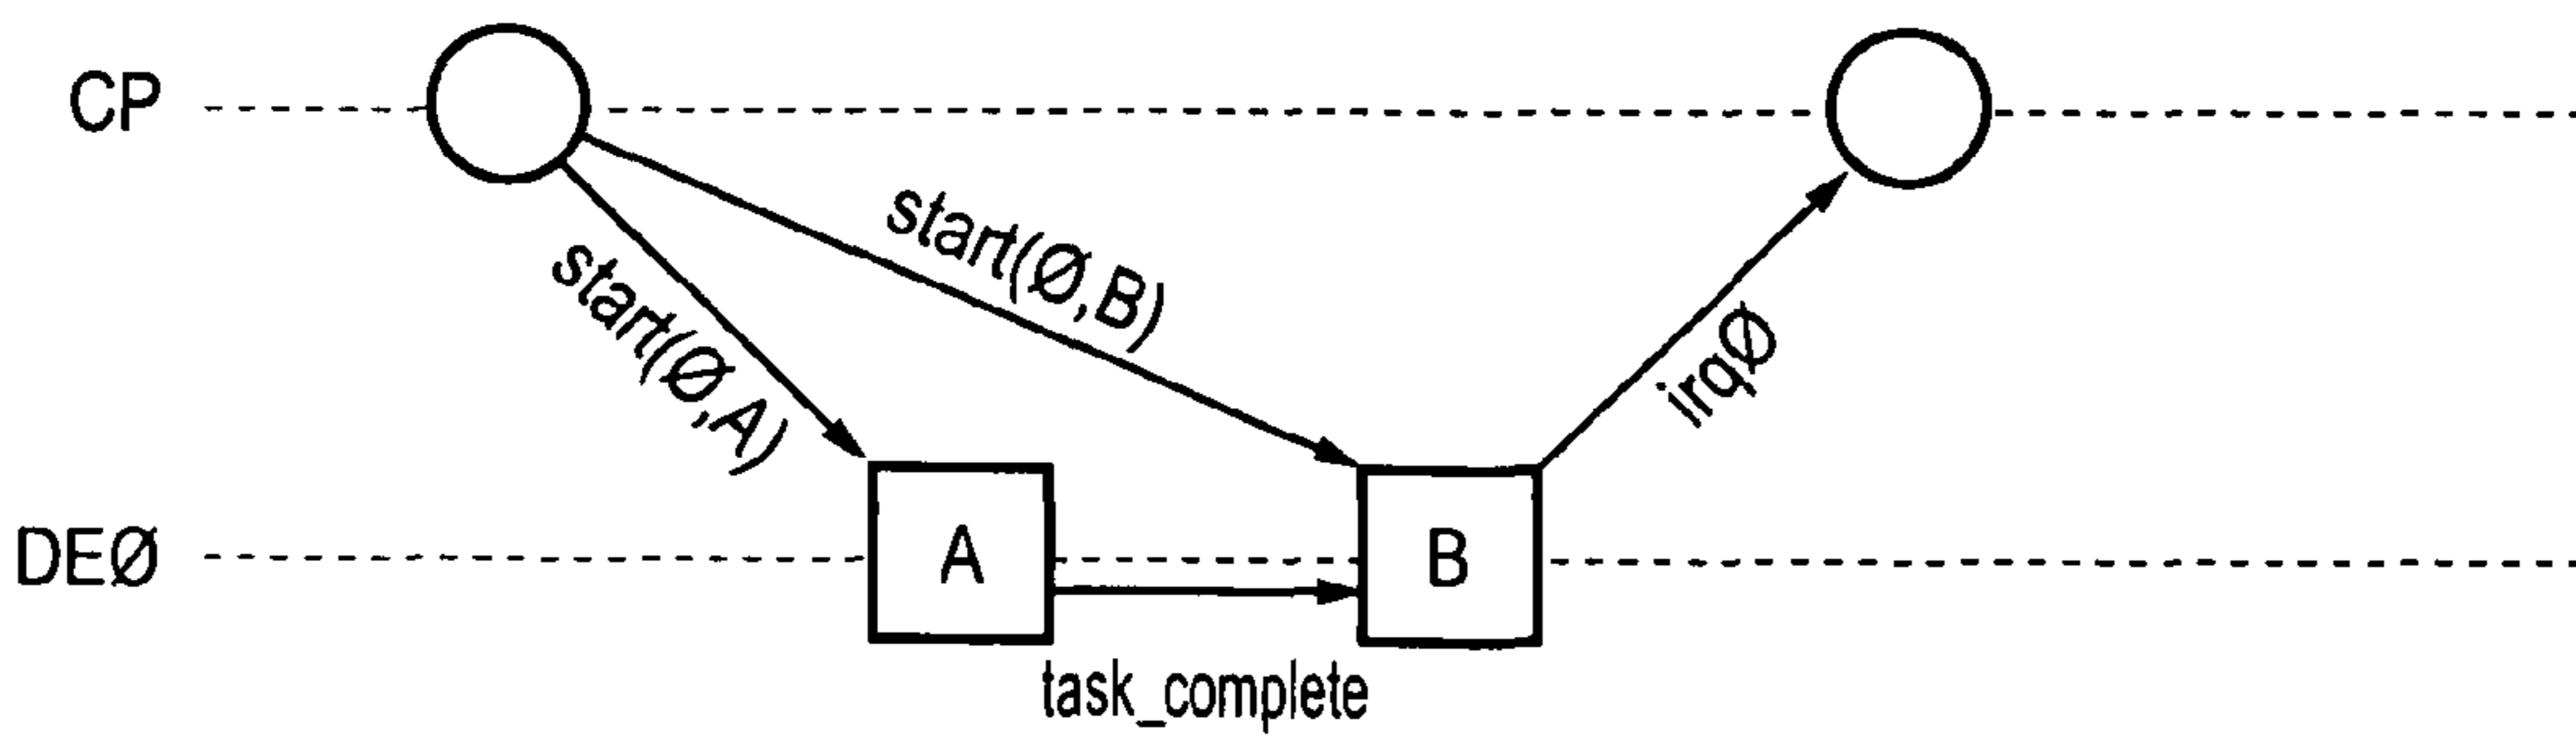 CP
start(Ø,B)
start(Ø,A)
irqØ
DEØ
A
B
task_complete